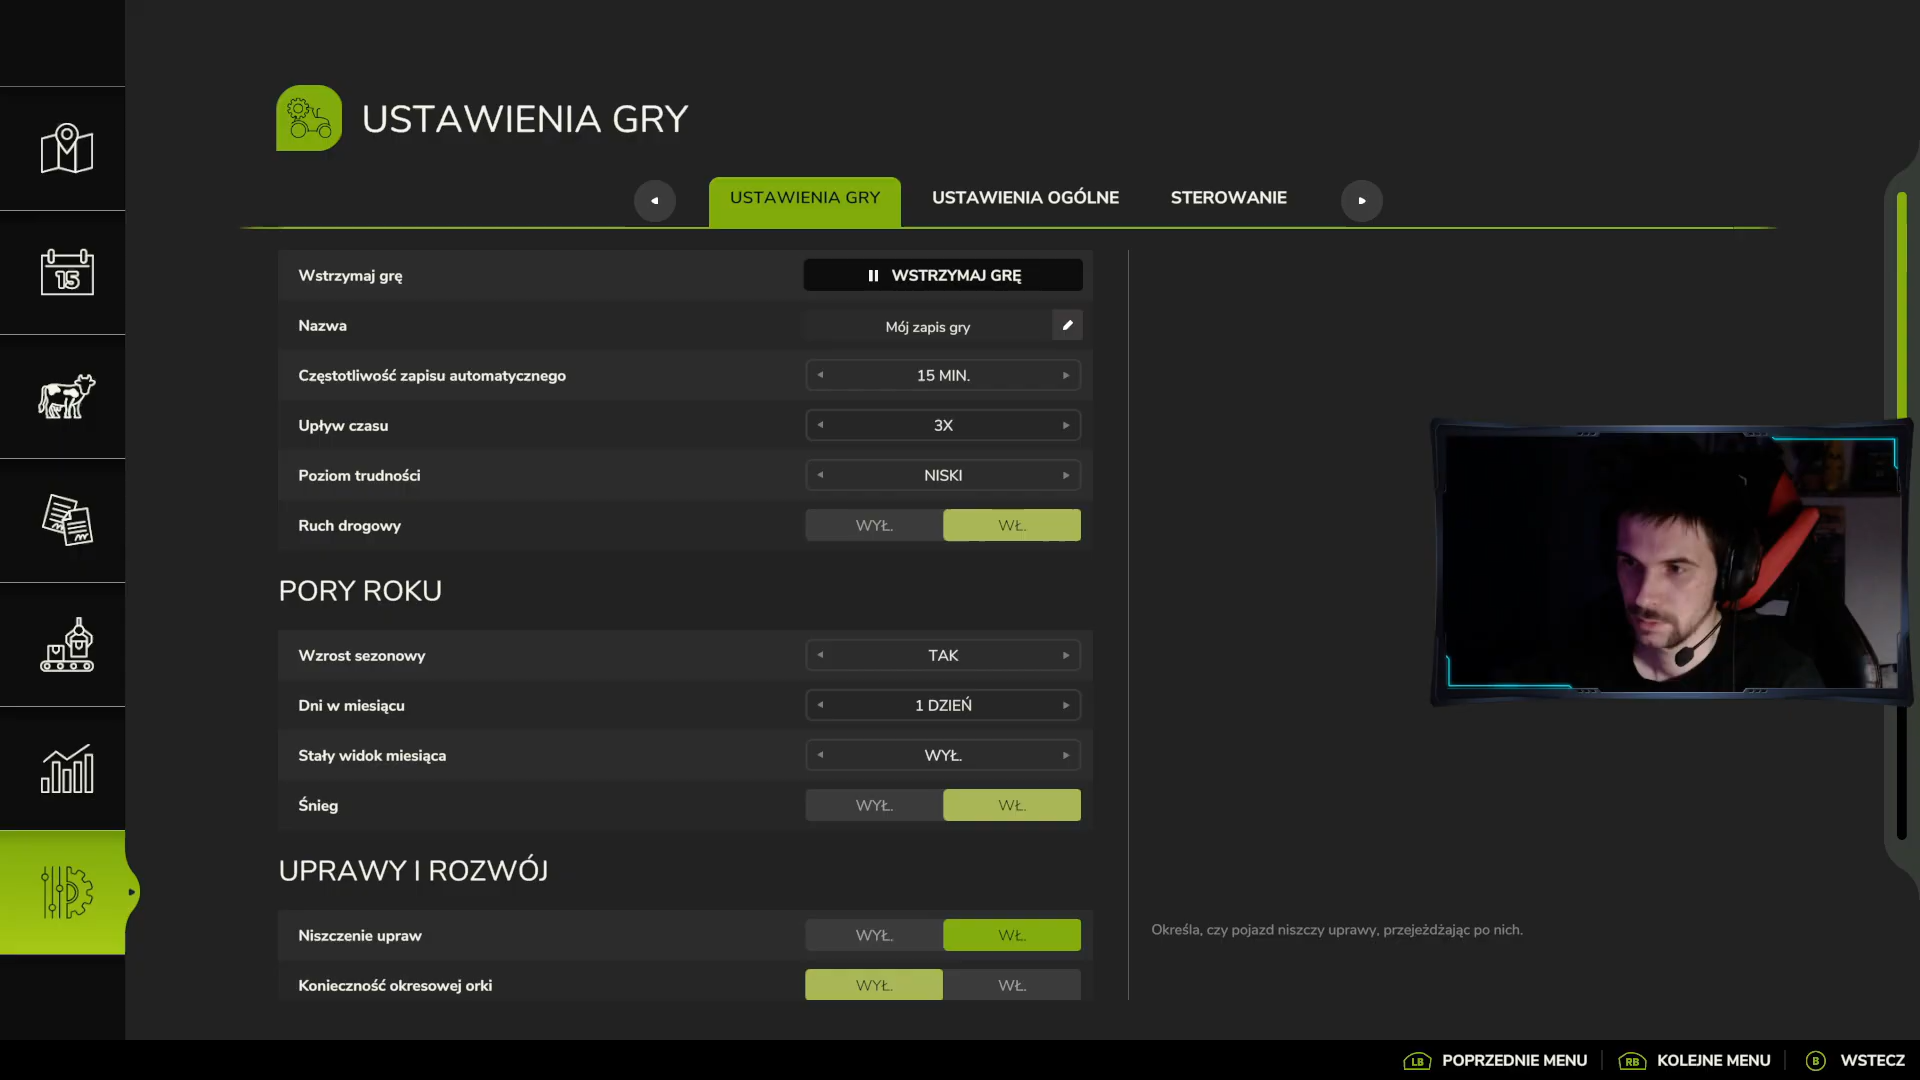 USTAWIENIA GRY
USTAWIENIA GRY USTAWIENIA OGÓLNE STEROWANIE
Wstrzymaj grę WSTRZYMAJ GRĘ
Nazwa Mój zapis gry
15
Częstotliwość zapisu automatycznego 15 MIN.
Upływ czasu 3X
Poziom trudności NISKI
Ruch drogowy WYŁ. WŁ.
PORY ROKU
Wzrost sezonowy TAK
Dni w miesiącu 1 DZIEŃ
Stały widok miesiąca WYŁ.
Śnieg WYŁ. WŁ.
UPRAWY I ROZWÓJ
Niszczenie upraw WYŁ. WŁ.
Określa, czy pojazd niszczy uprawy, przejeżdżając po nich.
Konieczność okresowej orki WYŁ. WŁ.
LB POPRZEDNIE MENU RB KOLEJNE MENU B WSTECZ